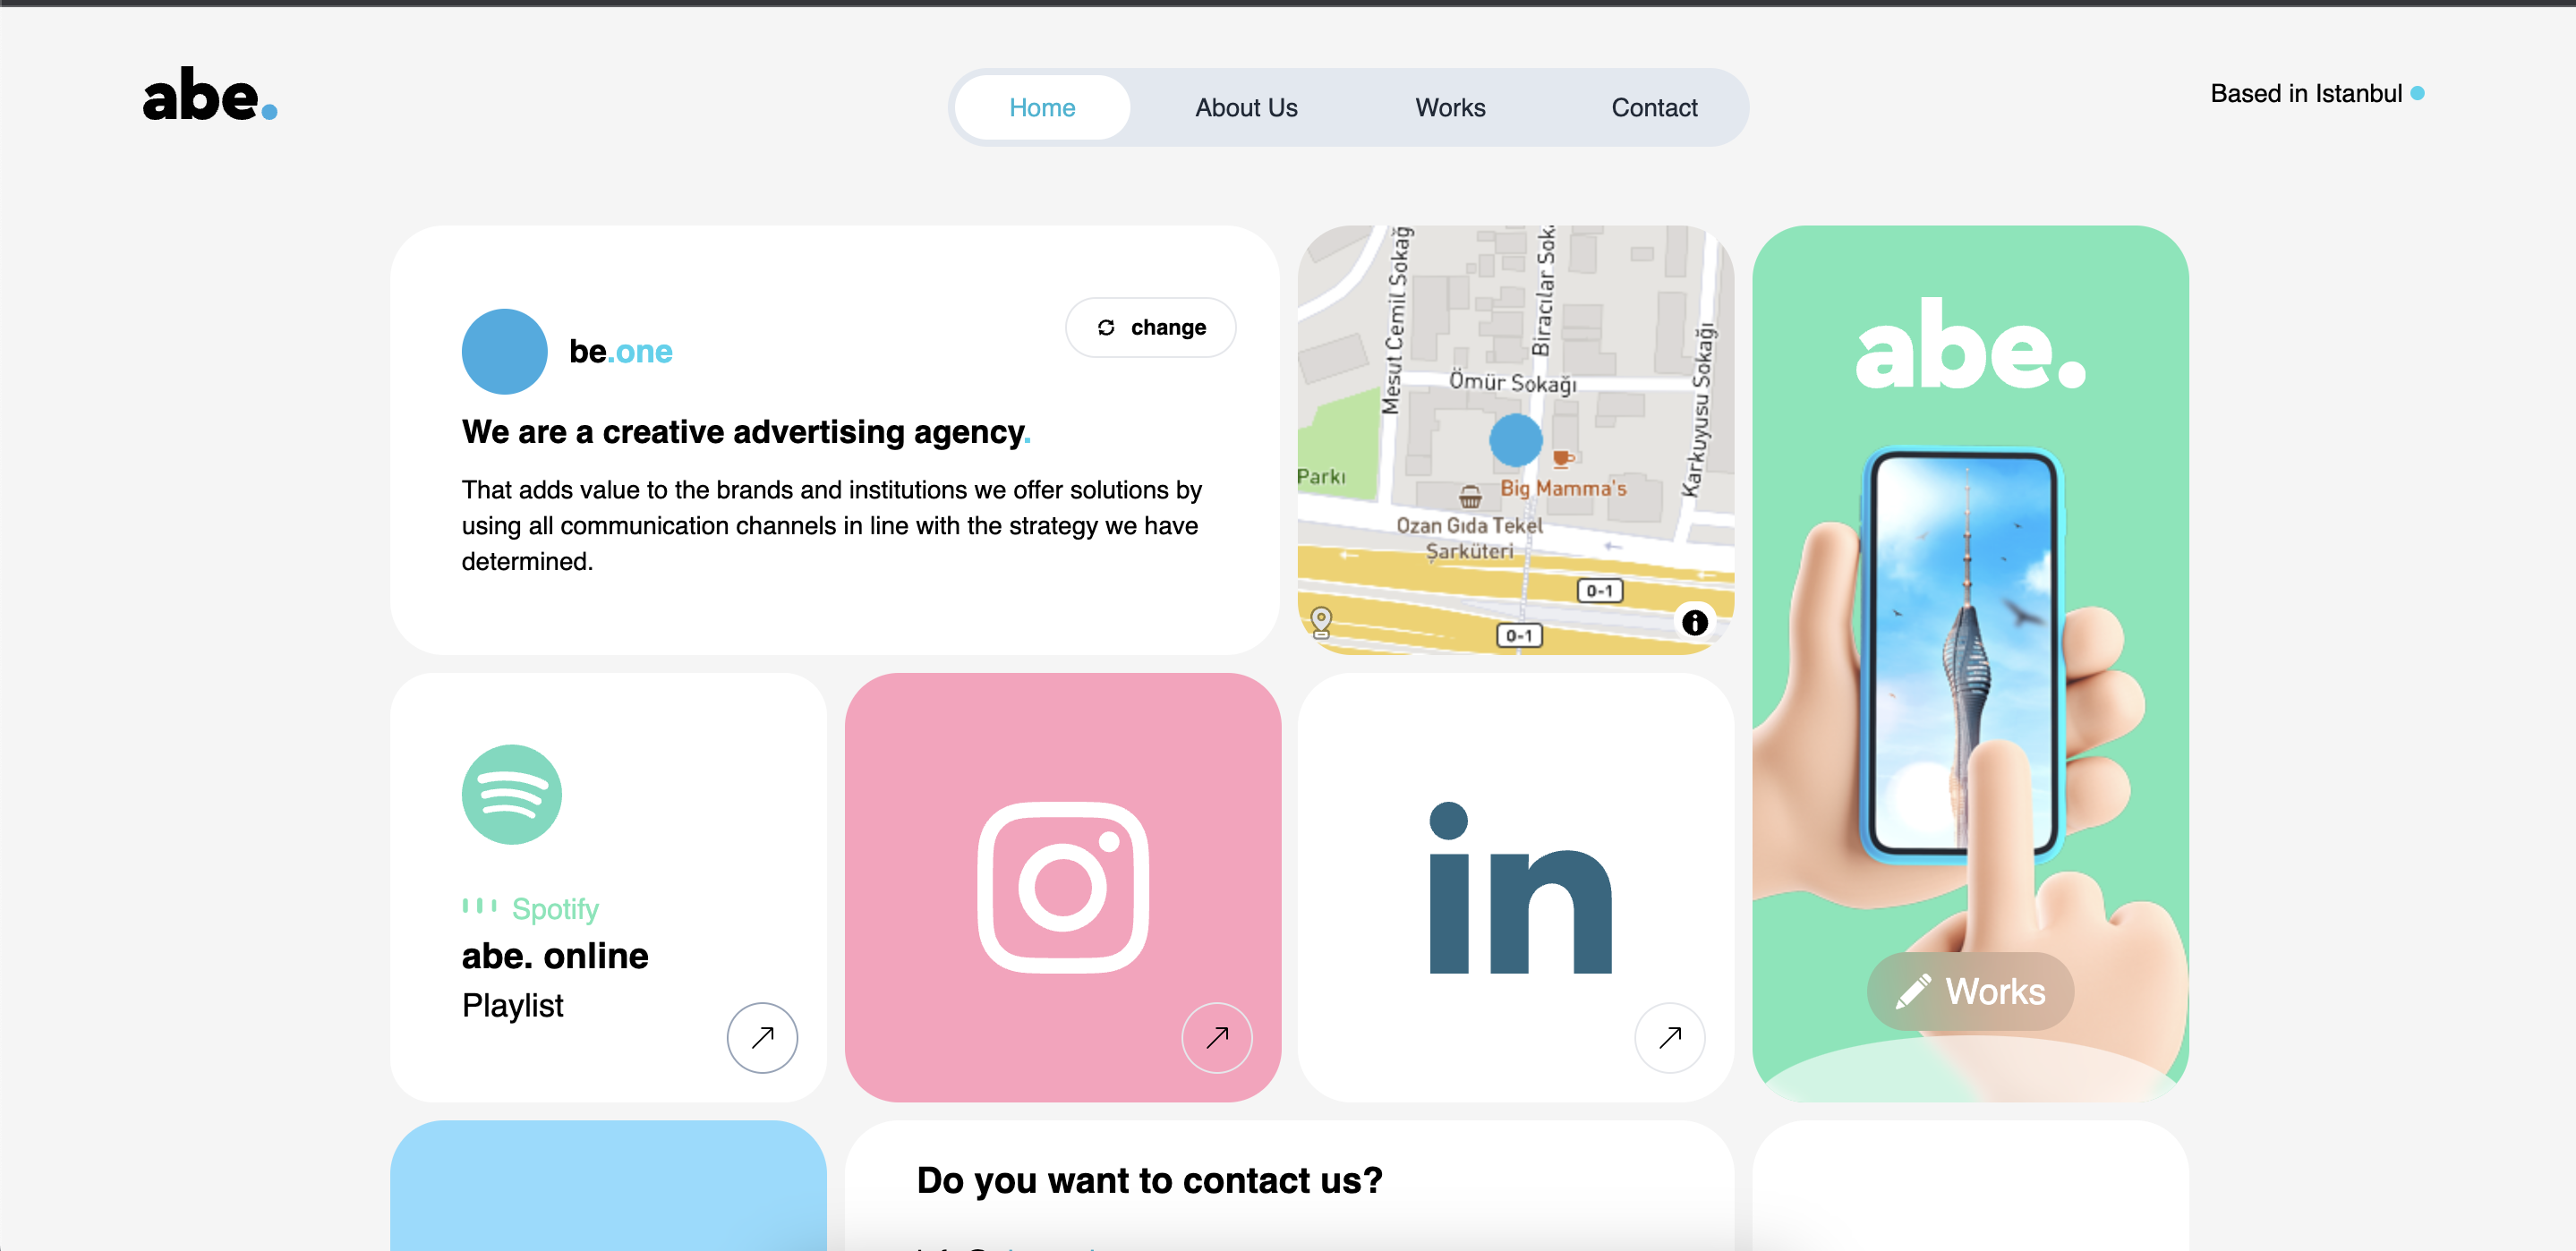 abe.
Home
About Us
Works
Contact
Based in Istanbul
be.one
change
We are a creative advertising agency.
That adds value to the brands and institutions we offer solutions by
using all communication channels in line with the strategy we have
determined.
Mesut Cemil Sokağ
Biracılar Sok.
Karkuyusu Sokağı
Ömür Sokağı
Parkı
Big Mamma's
Ozan Gıda Tekel
Şarküteri
O-1
O-1
abe.
Works
Spotify
abe. online
Playlist
in
Do you want to contact us?